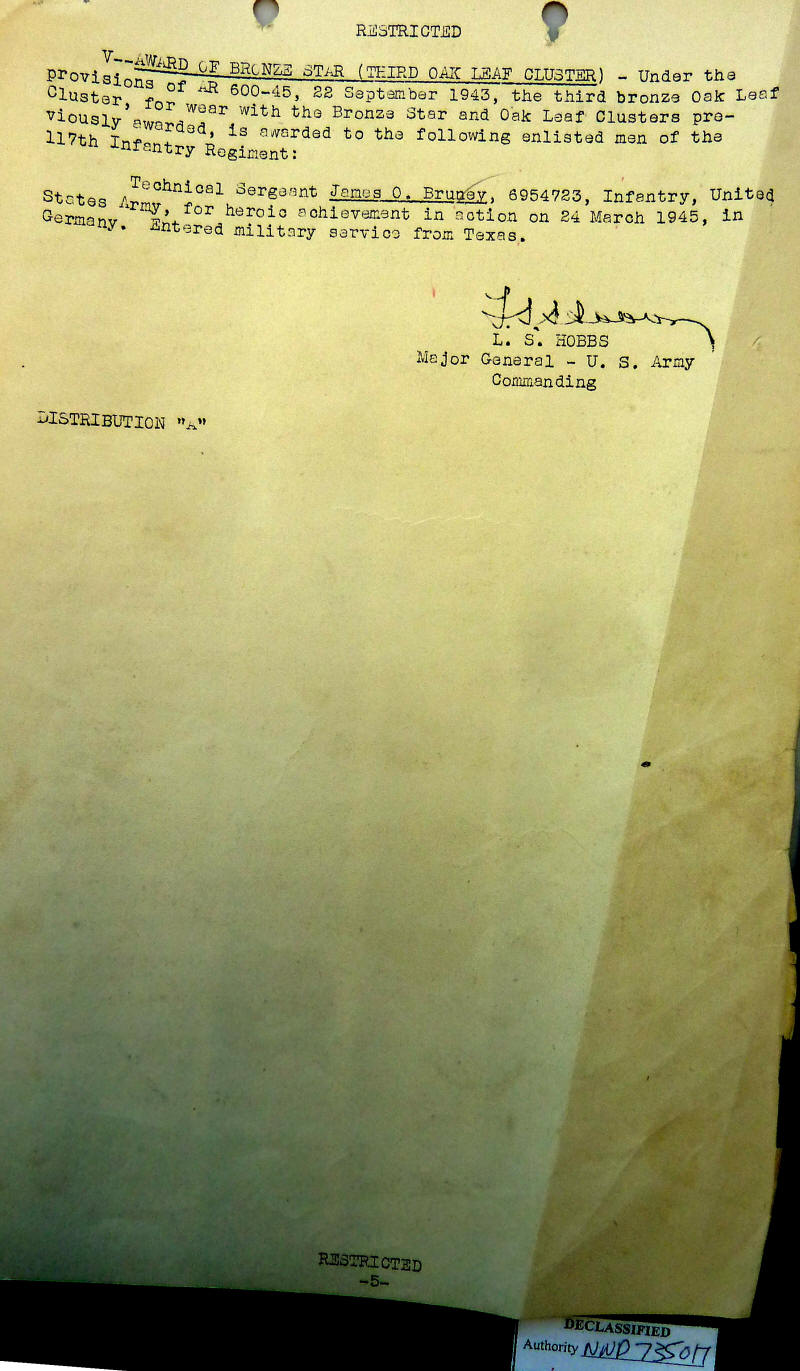 RESTRICTED
V--AWARD OF BRONZE STAR (THIRD OAK LEAF CLUSTER) - Under the
provisions of AR 600-45, 22 September 1943, the third bronze Oak Leaf
Cluster, for wear with the Bronze Star and Oak Leaf Clusters pre-
viously awarded, is awarded to the following enlisted men of the
117th Infantry Regiment:
Technical Sergeant James O. Bruney, 6954723, Infantry, United
States Army, for heroic achievement in action on 24 March 1945, in
Germany. Entered military service from Texas.
L. S. HOBBS
Major General - U. S. Army
Commanding
DISTRIBUTION "A"
RESTRICTED
-5-
DECLASSIFIED
Authority NND 735017